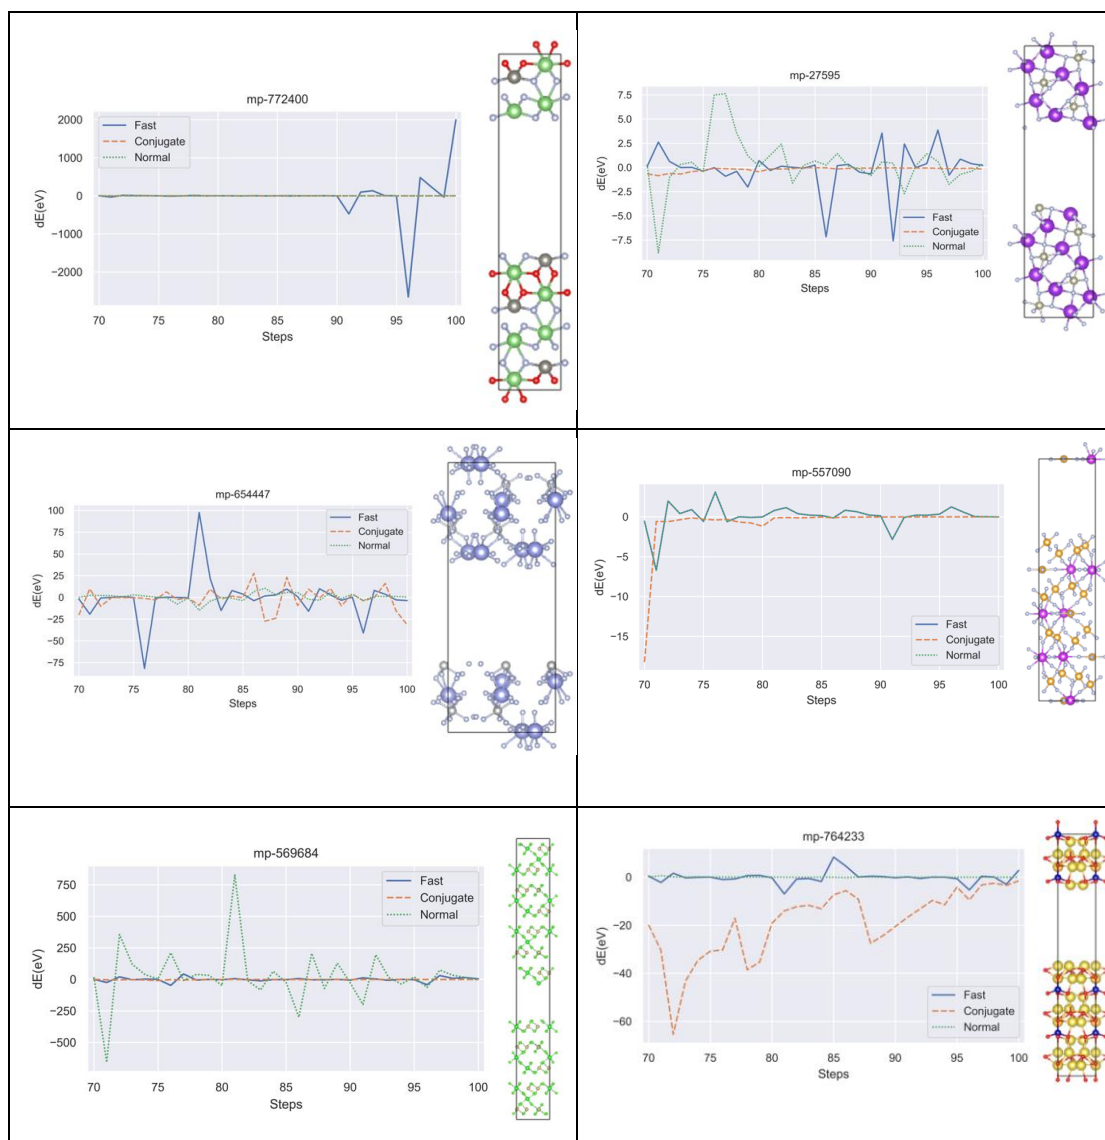 mp-772400
Fast
Conjugate
Normal
2000
1000
0
−1000
−2000
dE(eV)
70 75 80 85 90 95 100
Steps
mp-27595
7.5
5.0
2.5
0.0
−2.5
−5.0
−7.5
dE(eV)
Fast
Conjugate
Normal
70 75 80 85 90 95 100
Steps
mp-654447
100
75
50
25
0
−25
−50
−75
dE(eV)
Fast
Conjugate
Normal
70 75 80 85 90 95 100
Steps
mp-557090
0
−5
−10
−15
dE(eV)
Fast
Conjugate
Normal
70 75 80 85 90 95 100
Steps
mp-569684
750
500
250
0
−250
−500
dE(eV)
Fast
Conjugate
Normal
70 75 80 85 90 95 100
Steps
mp-764233
0
−20
−40
−60
dE(eV)
Fast
Conjugate
Normal
70 75 80 85 90 95 100
Steps